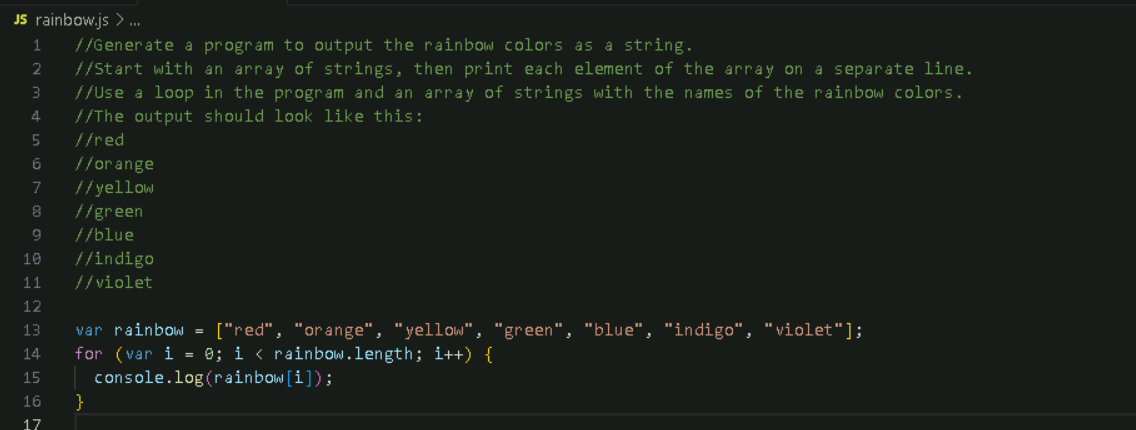 JS rainbow.js > ...
1 //Generate a program to output the rainbow colors as a string.
2 //Start with an array of strings, then print each element of the array on a separate line.
3 //Use a loop in the program and an array of strings with the names of the rainbow colors.
4 //The output should look like this:
5 //red
6 //orange
7 //yellow
8 //green
9 //blue
10 //indigo
11 //violet
12
13 var rainbow = ["red", "orange", "yellow", "green", "blue", "indigo", "violet"];
14 for (var i = 0; i < rainbow.length; i++) {
15 console.log(rainbow[i]);
16 }
17